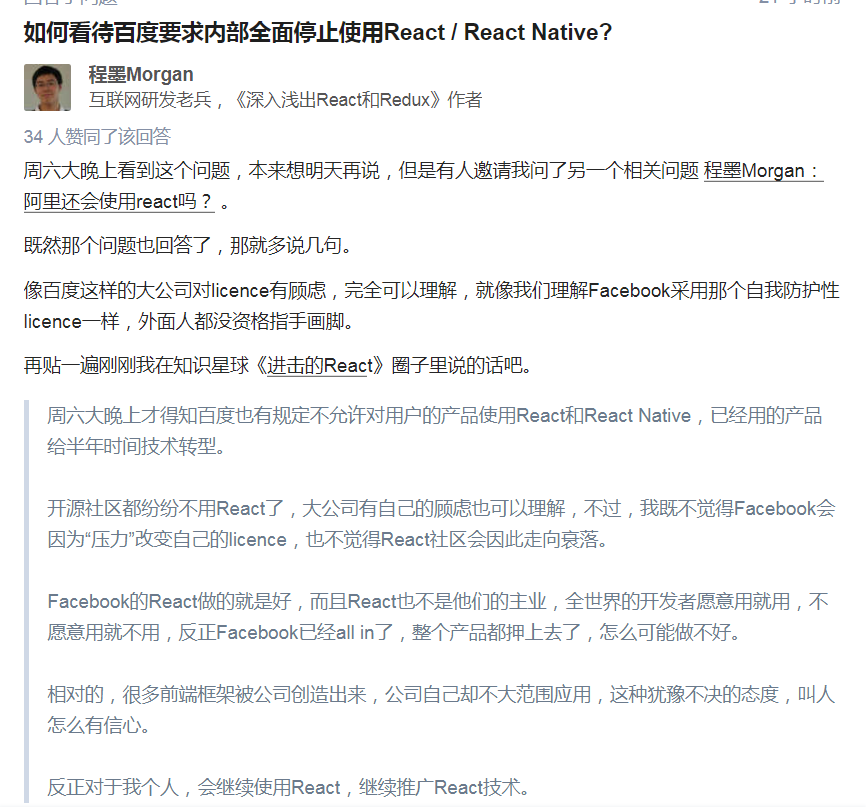 如何看待百度要求内部全面停止使用React / React Native?
程墨Morgan
互联网研发老兵，《深入浅出React和Redux》作者
34 人赞同了该回答
周六大晚上看到这个问题，本来想明天再说，但是有人邀请我问了另一个相关问题 程墨Morgan：
阿里还会使用react吗？ 。
既然那个问题也回答了，那就多说几句。
像百度这样的大公司对licence有顾虑，完全可以理解，就像我们理解Facebook采用那个自我防护性
licence一样，外面人都没资格指手画脚。
再贴一遍刚刚我在知识星球《进击的React》圈子里说的话吧。
周六大晚上才得知百度也有规定不允许对用户的产品使用React和React Native，已经用的产品
给半年时间技术转型。
开源社区都纷纷不用React了，大公司有自己的顾虑也可以理解，不过，我既不觉得Facebook会
因为“压力”改变自己的licence，也不觉得React社区会因此走向衰落。
Facebook的React做的就是好，而且React也不是他们的主业，全世界的开发者愿意用就用，不
愿意用就不用，反正Facebook已经all in了，整个产品都押上去了，怎么可能做不好。
相对的，很多前端框架被公司创造出来，公司自己却不大范围应用，这种犹豫不决的态度，叫人
怎么有信心。
反正对于我个人，会继续使用React，继续推广React技术。